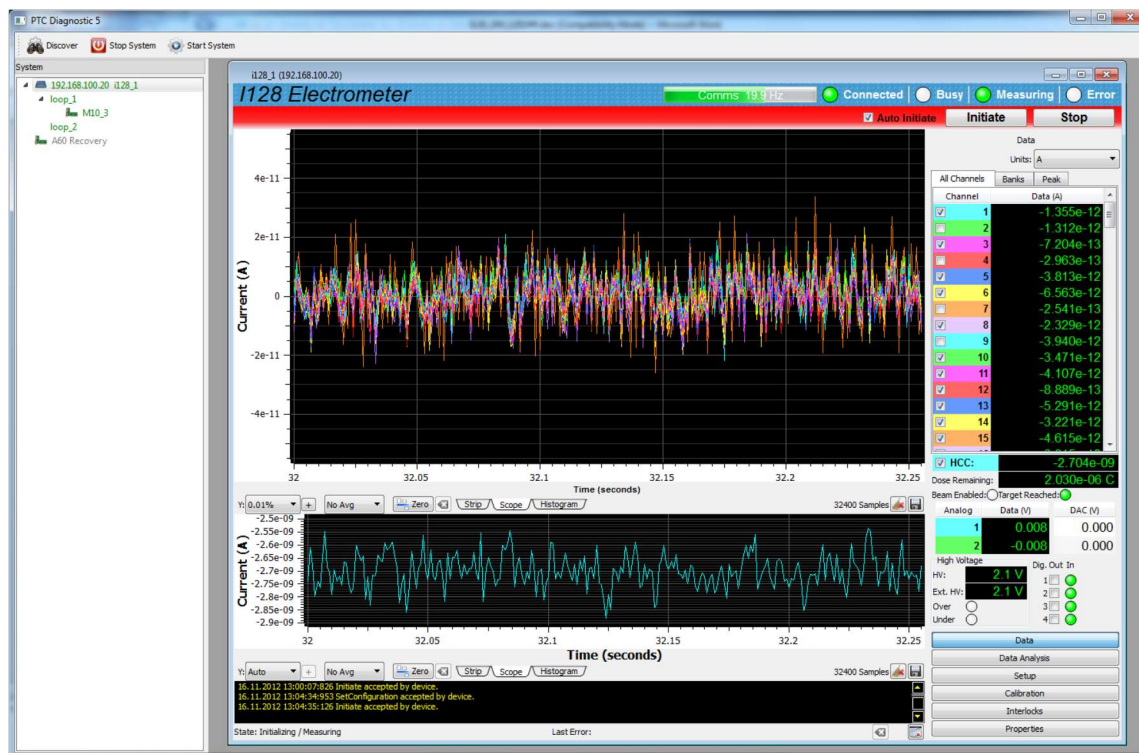 PTC Diagnostic 5
Discover Stop System Start System
System
192.168.100.20 i128_1
loop_1
M10_3
loop_2
A60 Recovery
i128_1 (192.168.100.20)
I128 Electrometer
Comms 19.9 Hz
Connected Busy Measuring Error
Auto Initiate Initiate Stop
Current (A)
4e-11
2e-11
0
-2e-11
-4e-11
32 32.05 32.1 32.15 32.2 32.25
Time (seconds)
Y: 0.01% + No Avg Zero Strip Scope Histogram 32400 Samples
Current (A)
-2.5e-09
-2.55e-09
-2.6e-09
-2.65e-09
-2.7e-09
-2.75e-09
-2.8e-09
-2.85e-09
-2.9e-09
32 32.05 32.1 32.15 32.2 32.25
Time (seconds)
Y: Auto + No Avg Zero Strip Scope Histogram 32400 Samples
16.11.2012 13:00:07:826 Initiate accepted by device.
16.11.2012 13:04:34:953 SetConfiguration accepted by device.
16.11.2012 13:04:35:126 Initiate accepted by device.
State: Initializing / Measuring Last Error:
Data
Units: A
All Channels Banks Peak
Channel Data (A)
1 -1.355e-12
2 -1.312e-12
3 -7.204e-13
4 -2.963e-13
5 -3.813e-12
6 -6.563e-12
7 -2.541e-13
8 -2.329e-12
9 -3.940e-12
10 -3.471e-12
11 -4.107e-12
12 -8.889e-13
13 -5.291e-12
14 -3.221e-12
15 -4.615e-12
HCC: -2.704e-09
Dose Remaining: 2.030e-06 C
Beam Enabled: Target Reached:
Analog Data (V) DAC (V)
1 0.008 0.000
2 -0.008 0.000
High Voltage Dig. Out In
HV: 2.1 V 1
Ext. HV: 2.1 V 2
Over 3
Under 4
Data
Data Analysis
Setup
Calibration
Interlocks
Properties